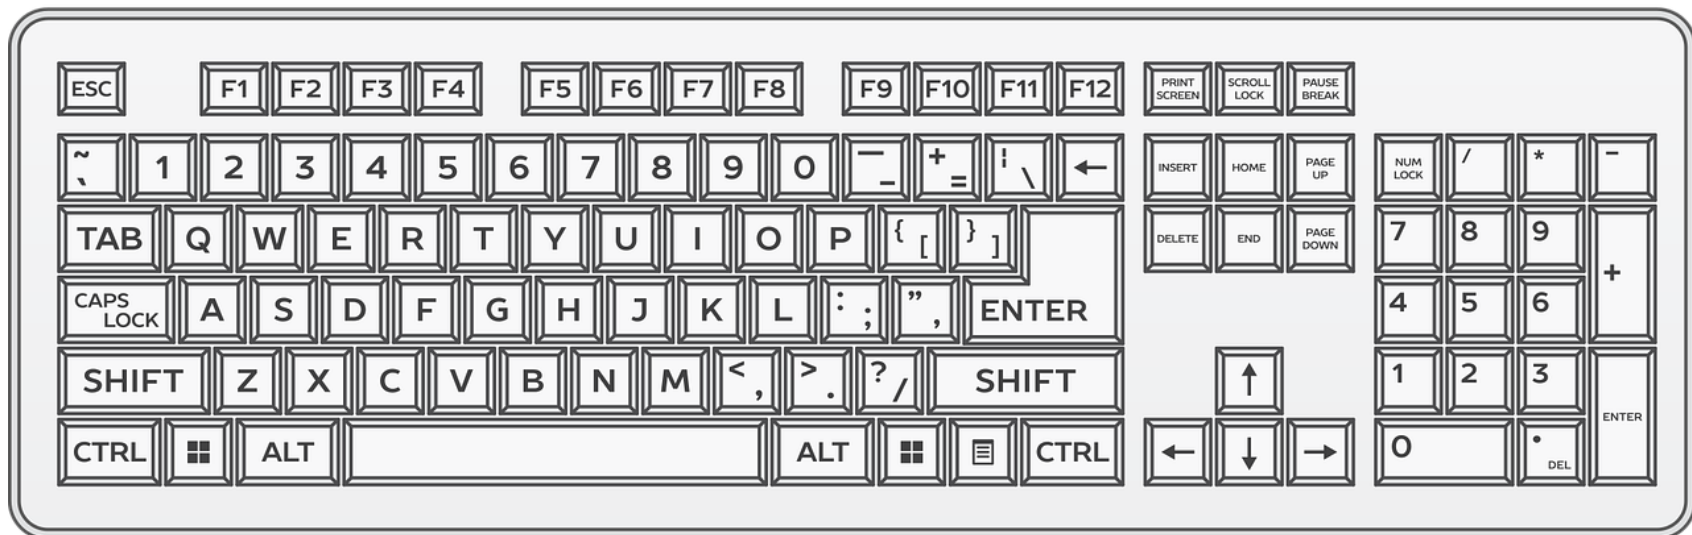 ESC F1 F2 F3 F4 F5 F6 F7 F8 F9 F10 F11 F12 PRINT SCREEN SCROLL LOCK PAUSE BREAK
~ ` 1 2 3 4 5 6 7 8 9 0 — _ + = ¦ \ ← INSERT HOME PAGE UP NUM LOCK / * -
TAB Q W E R T Y U I O P { [ } ] DELETE END PAGE DOWN 7 8 9 +
CAPS LOCK A S D F G H J K L : ; ” , ENTER 4 5 6
SHIFT Z X C V B N M < , > . ? / SHIFT ↑ 1 2 3 ENTER
CTRL ALT ALT CTRL ← ↓ → 0 • DEL